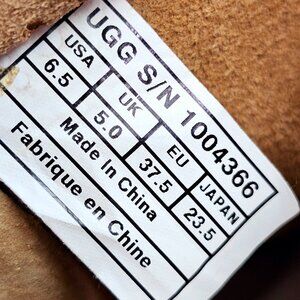 UGG S/N 1004366
USA UK EU JAPAN
6.5 5.0 37.5 23.5
Made In China
Fabrique en Chine